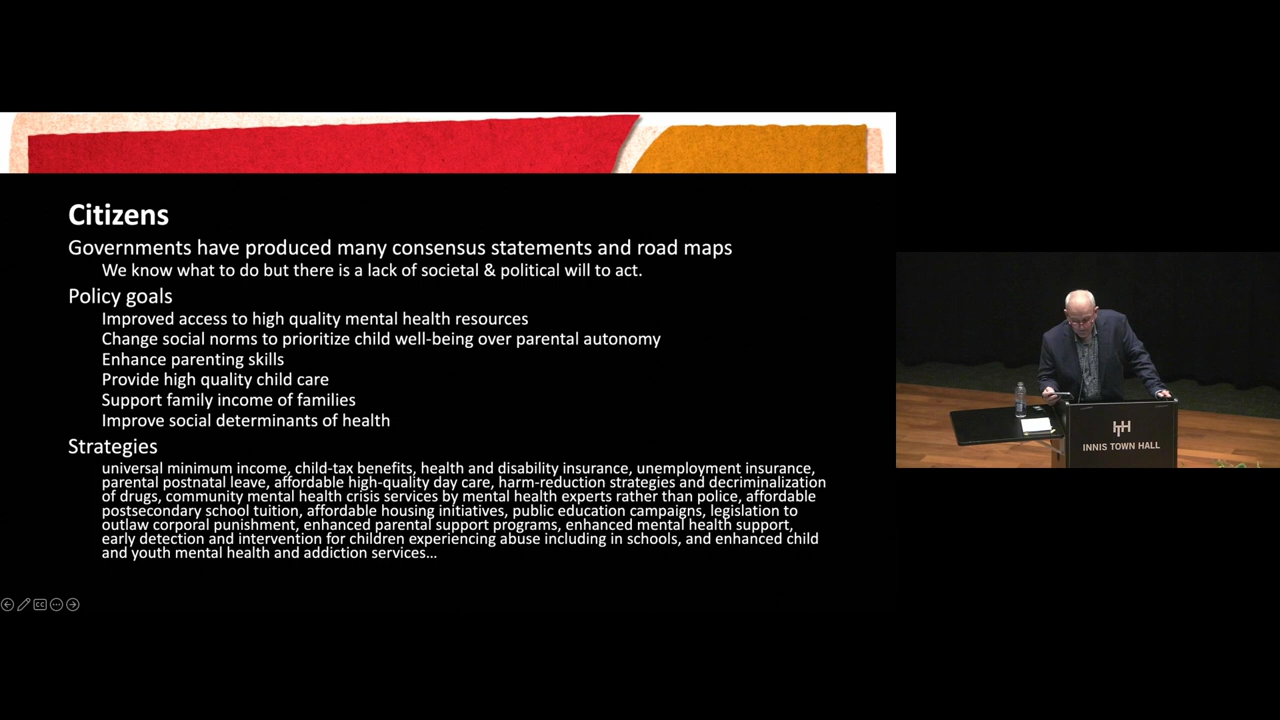 Citizens
Governments have produced many consensus statements and road maps
We know what to do but there is a lack of societal & political will to act.
Policy goals
Improved access to high quality mental health resources
Change social norms to prioritize child well-being over parental autonomy
Enhance parenting skills
Provide high quality child care
Support family income of families
Improve social determinants of health
Strategies
universal minimum income, child-tax benefits, health and disability insurance, unemployment insurance,
parental postnatal leave, affordable high-quality day care, harm-reduction strategies and decriminalization
of drugs, community mental health crisis services by mental health experts rather than police, affordable
postsecondary school tuition, affordable housing initiatives, public education campaigns, legislation to
outlaw corporal punishment, enhanced parental support programs, enhanced mental health support,
early detection and intervention for children experiencing abuse including in schools, and enhanced child
and youth mental health and addiction services...
CC
INNIS TOWN HALL